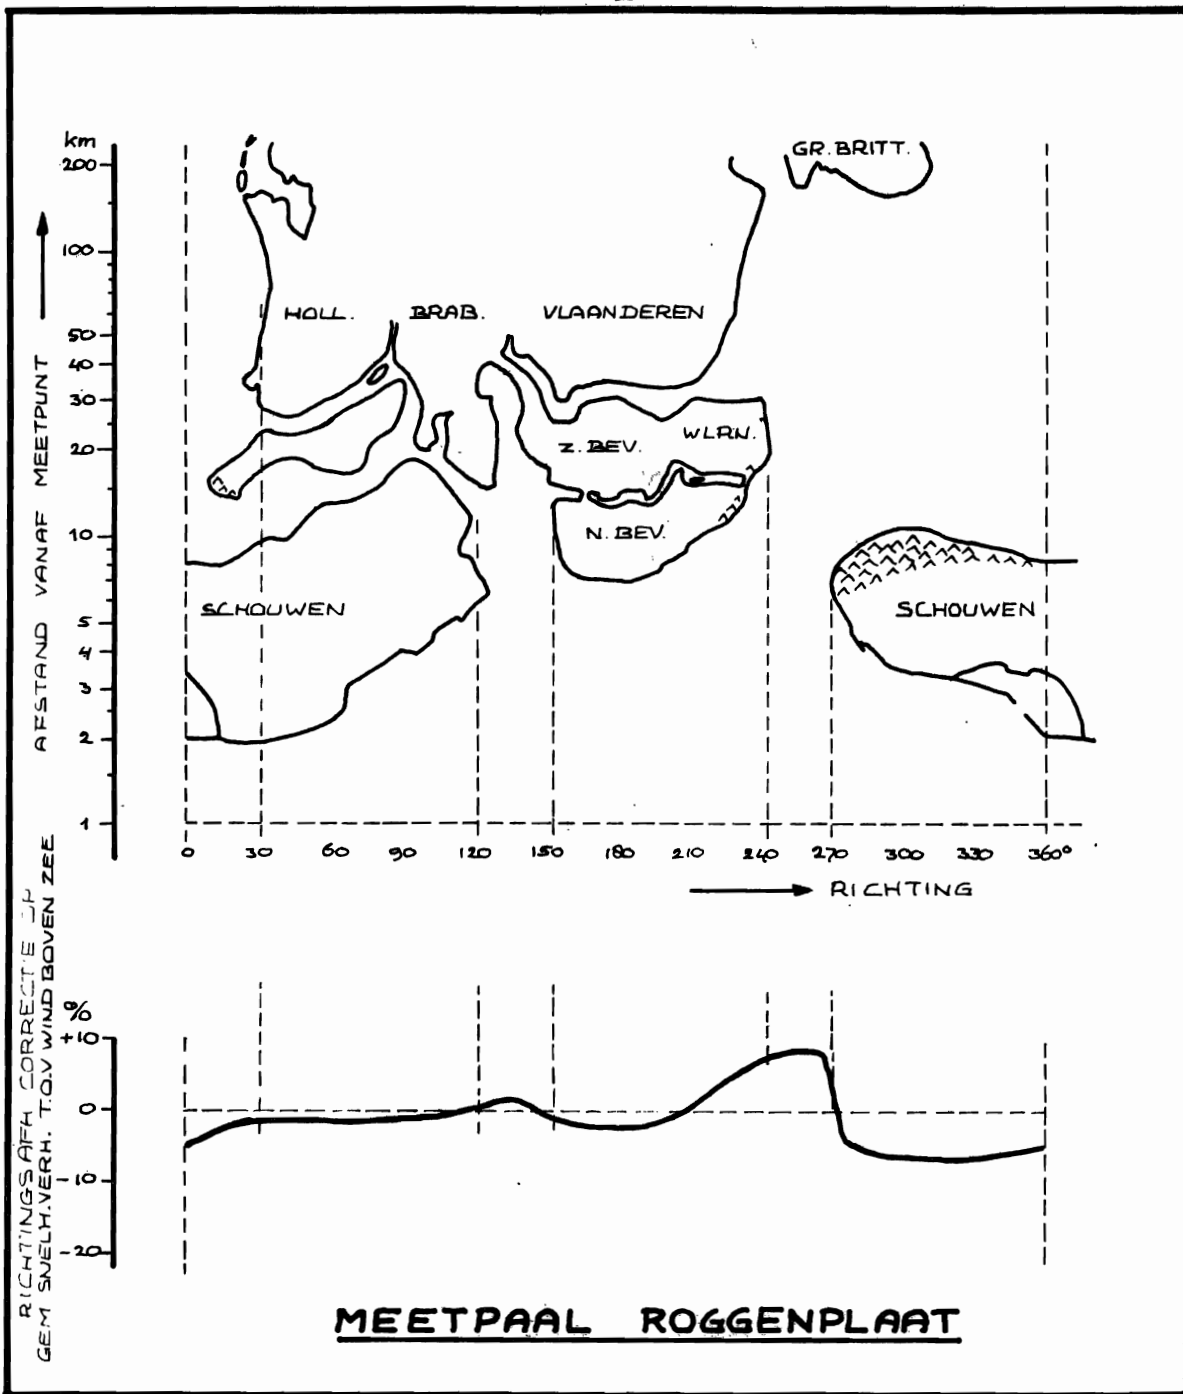 km
200
100
50
40
30
20
10
5
4
3
2
1
AFSTAND VANAF MEETPUNT
GR. BRITT.
HOLL.
BRAB.
VLAANDEREN
Z. BEV.
WLRN.
N. BEV.
SCHOUWEN
SCHOUWEN
0 30 60 90 120 150 180 210 240 270 300 330 360°
RICHTING
RICHTINGSAFH CORRECTIE OP
GEM SNELH.VERH. T.O.V WIND BOVEN ZEE
%
+10
0
-10
-20
MEETPAAL ROGGENPLAAT